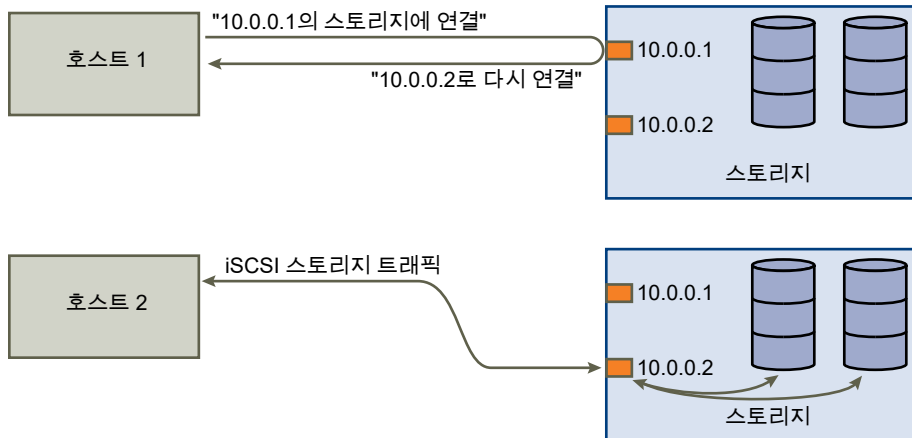 "10.0.0.1의 스토리지에 연결"
호스트 1
10.0.0.1
"10.0.0.2로 다시 연결"
10.0.0.2
스토리지
iSCSI 스토리지 트래픽
호스트 2
10.0.0.1
10.0.0.2
스토리지